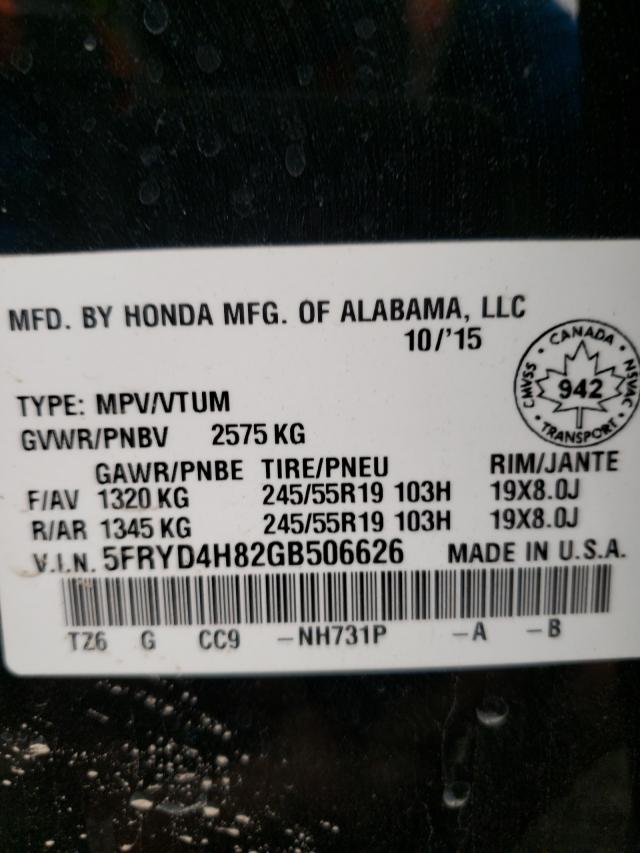 MFD. BY HONDA MFG. OF ALABAMA, LLC
10/'15
CANADA
CMVSS 942 NSVAC
TRANSPORT
TYPE: MPV/VTUM
GVWR/PNBV 2575 KG
GAWR/PNBE TIRE/PNEU RIM/JANTE
F/AV 1320 KG 245/55R19 103H 19X8.0J
R/AR 1345 KG 245/55R19 103H 19X8.0J
V.I.N. 5FRYD4H82GB506626 MADE IN U.S.A.
TZ6 G CC9 -NH731P -A -B